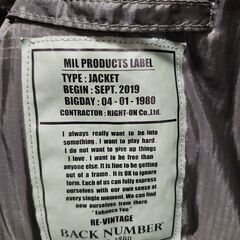 MIL PRODUCTS LABEL
TYPE : JACKET
BEGIN : SEPT. 2019
BIGDAY : 04 - 01 - 1980
CONTRACTOR : RIGHT-ON Co.,Ltd.
I always really want to be into
something. I want to play hard.
I do not want to give up things
I love. I want to be free than
anyone else. It is fine to be getting
out of a frame . It is OK to ignore
form. Each of us can fully express
ourselves with our own sense at
every single moment. We can find
new ourselves from there.
"Enhance You"
RE-VINTAGE
BACK NUMBER
1980